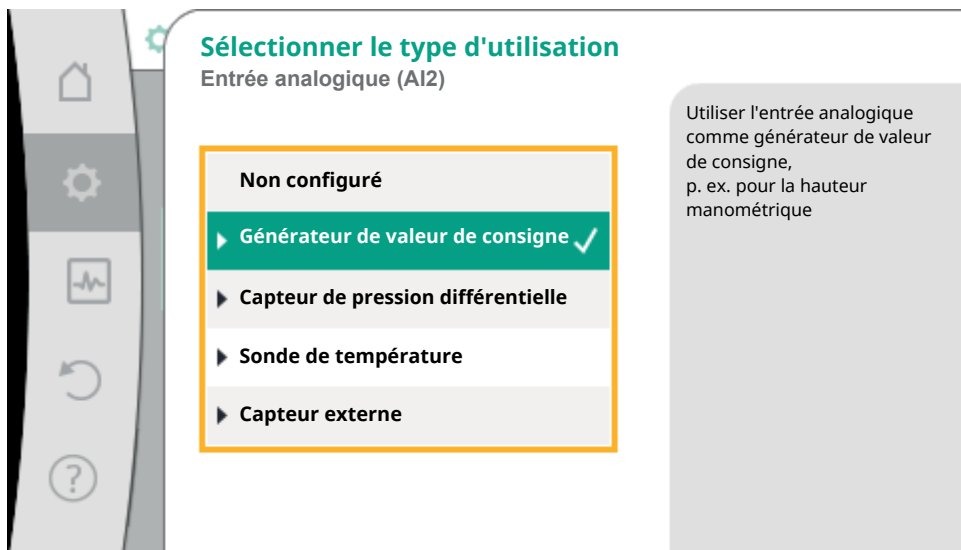 Sélectionner le type d'utilisation
Entrée analogique (AI2)
Non configuré
Générateur de valeur de consigne
Capteur de pression différentielle
Sonde de température
Capteur externe
Utiliser l'entrée analogique
comme générateur de valeur
de consigne,
p. ex. pour la hauteur
manométrique
?